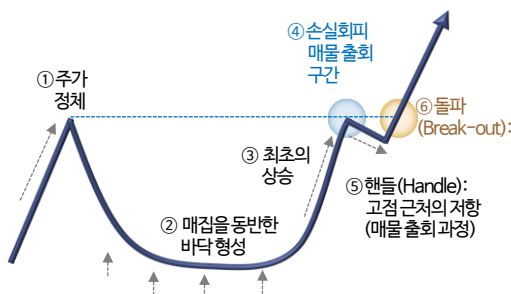 ① 주가
정체
② 매집을 동반한
바닥 형성
③ 최초의
상승
④ 손실회피
매물 출회
구간
⑤ 핸들(Handle):
고점 근처의 저항
(매물 출회 과정)
⑥ 돌파
(Break-out):